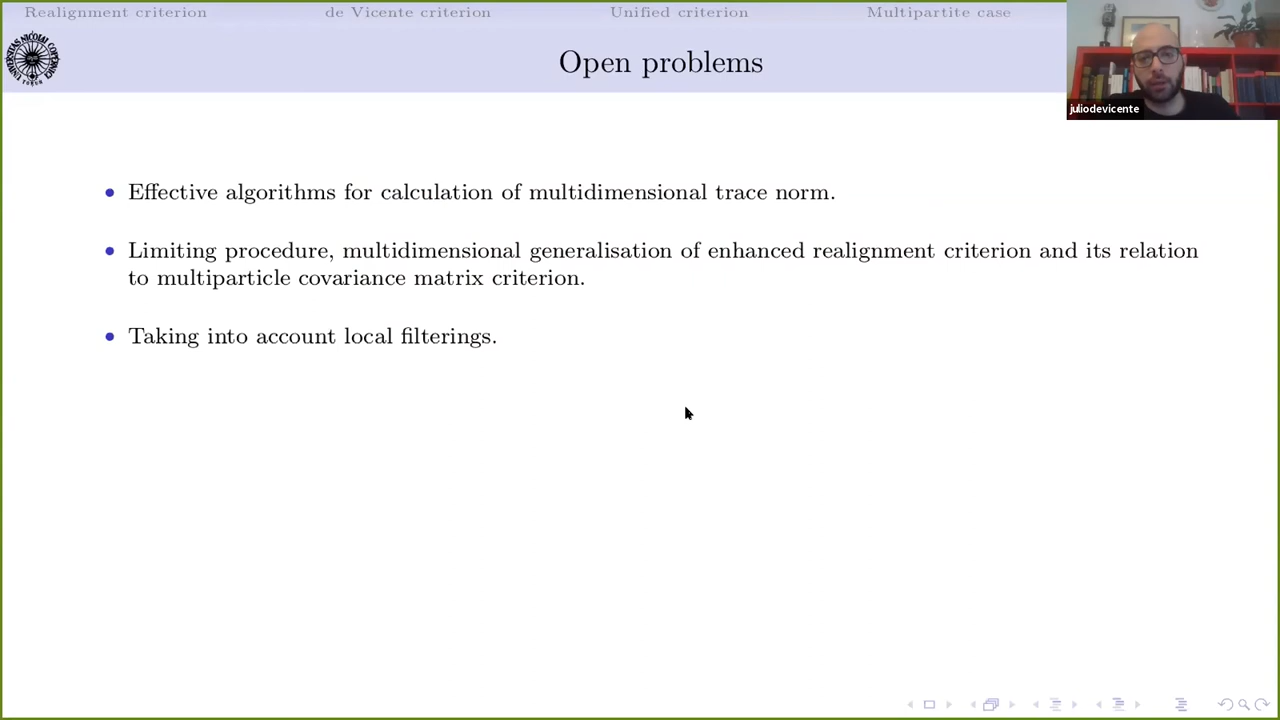 Realignment criterion de Vicente criterion Unified criterion Multipartite case
Open problems
juliodevicente
• Effective algorithms for calculation of multidimensional trace norm.
• Limiting procedure, multidimensional generalisation of enhanced realignment criterion and its relation
to multiparticle covariance matrix criterion.
• Taking into account local filterings.